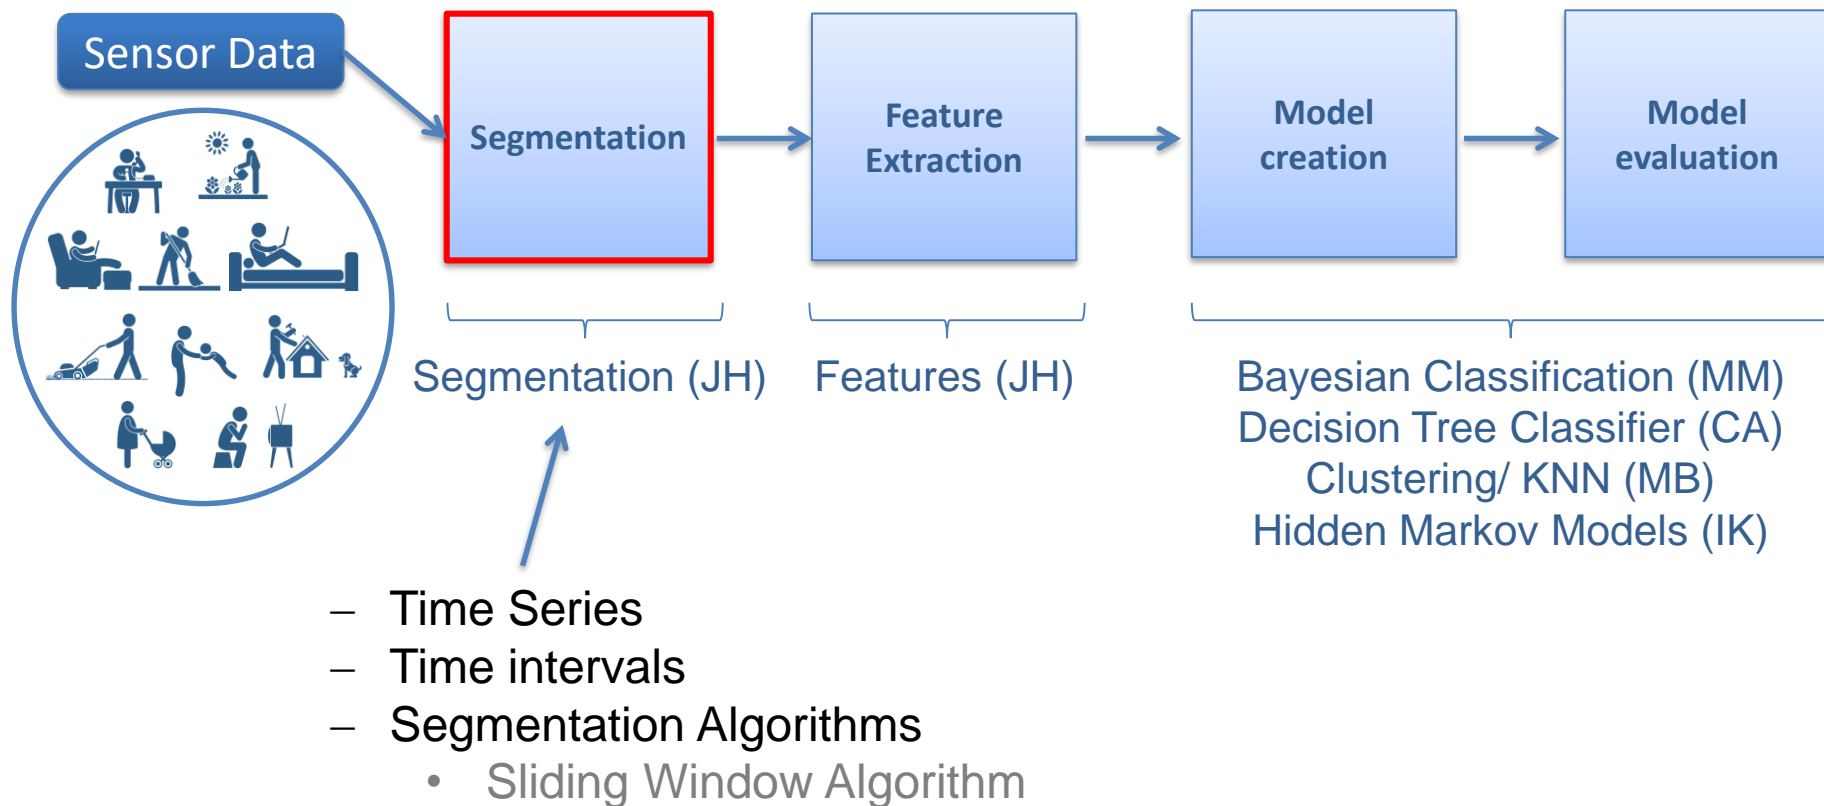 Sensor Data
Segmentation
Feature
Extraction
Model
creation
Model
evaluation
Segmentation (JH)
Features (JH)
Bayesian Classification (MM)
Decision Tree Classifier (CA)
Clustering/ KNN (MB)
Hidden Markov Models (IK)
– Time Series
– Time intervals
– Segmentation Algorithms
• Sliding Window Algorithm